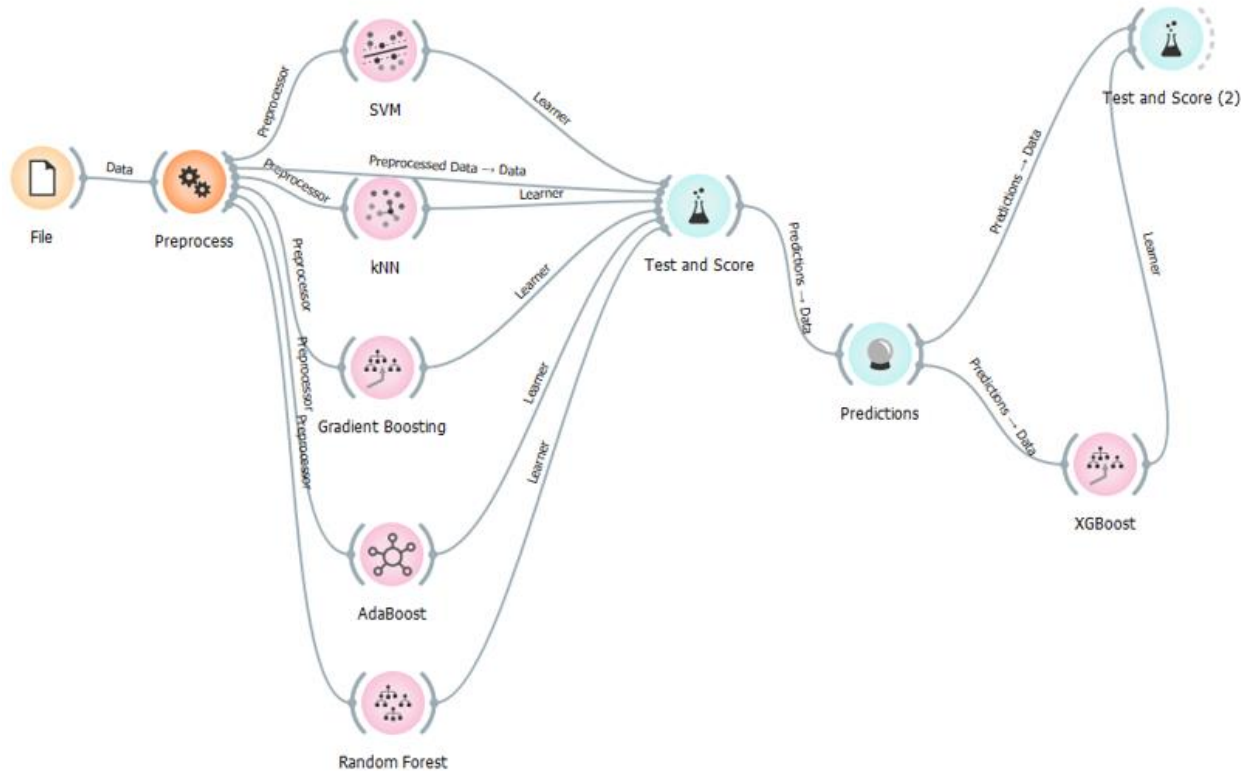 SVM
Learner
Preprocessor
Test and Score (2)
Data
Preprocessed Data → Data
Preprocessor
Learner
File
Preprocess
kNN
Test and Score
Predictions → Data
Learner
Preprocessor
Learner
Predictions → Data
Gradient Boosting
Predictions
Predictions → Data
Preprocessor
Learner
Preprocessor
Learner
XGBoost
AdaBoost
Random Forest